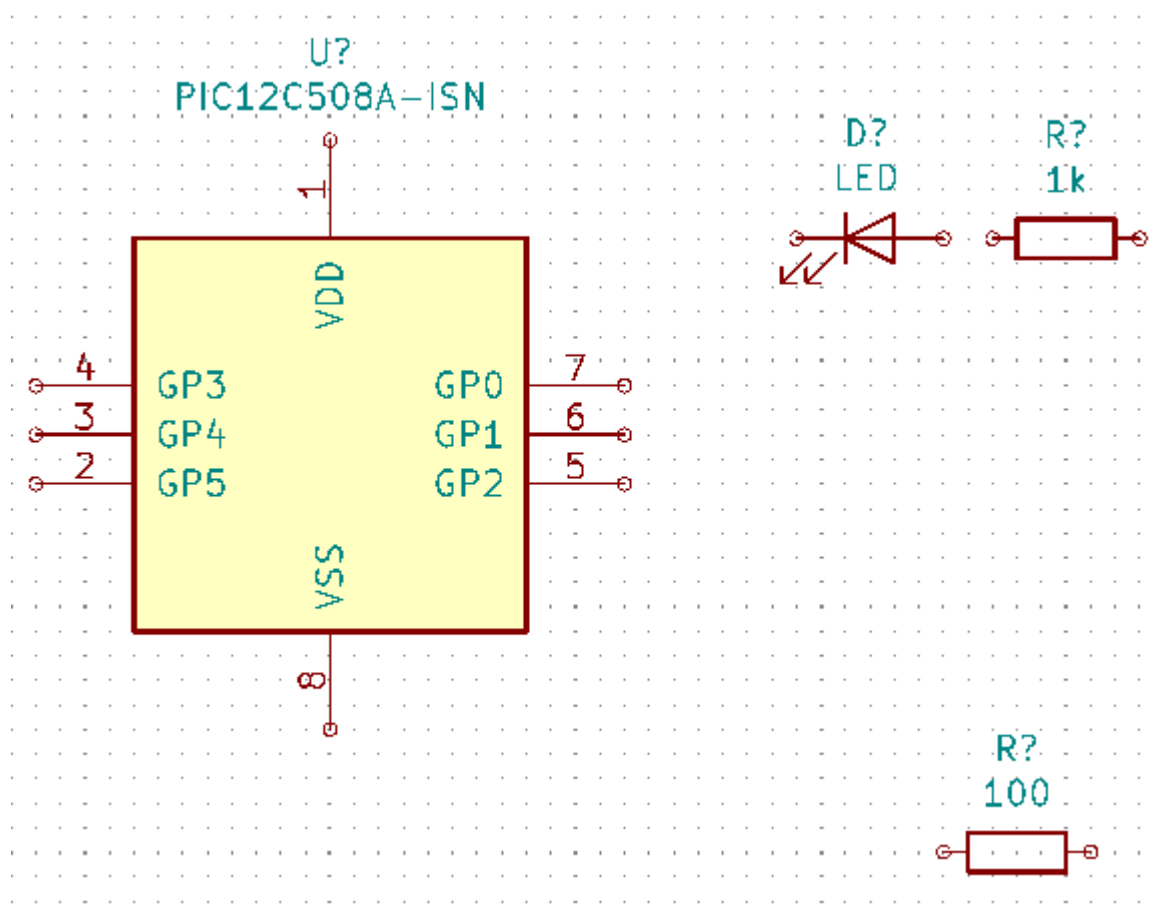 U?
PIC12C508A-ISN
D?
LED
R?
1k
1
VDD
4
GP3
GP0
7
3
GP4
GP1
6
2
GP5
GP2
5
VSS
8
R?
100